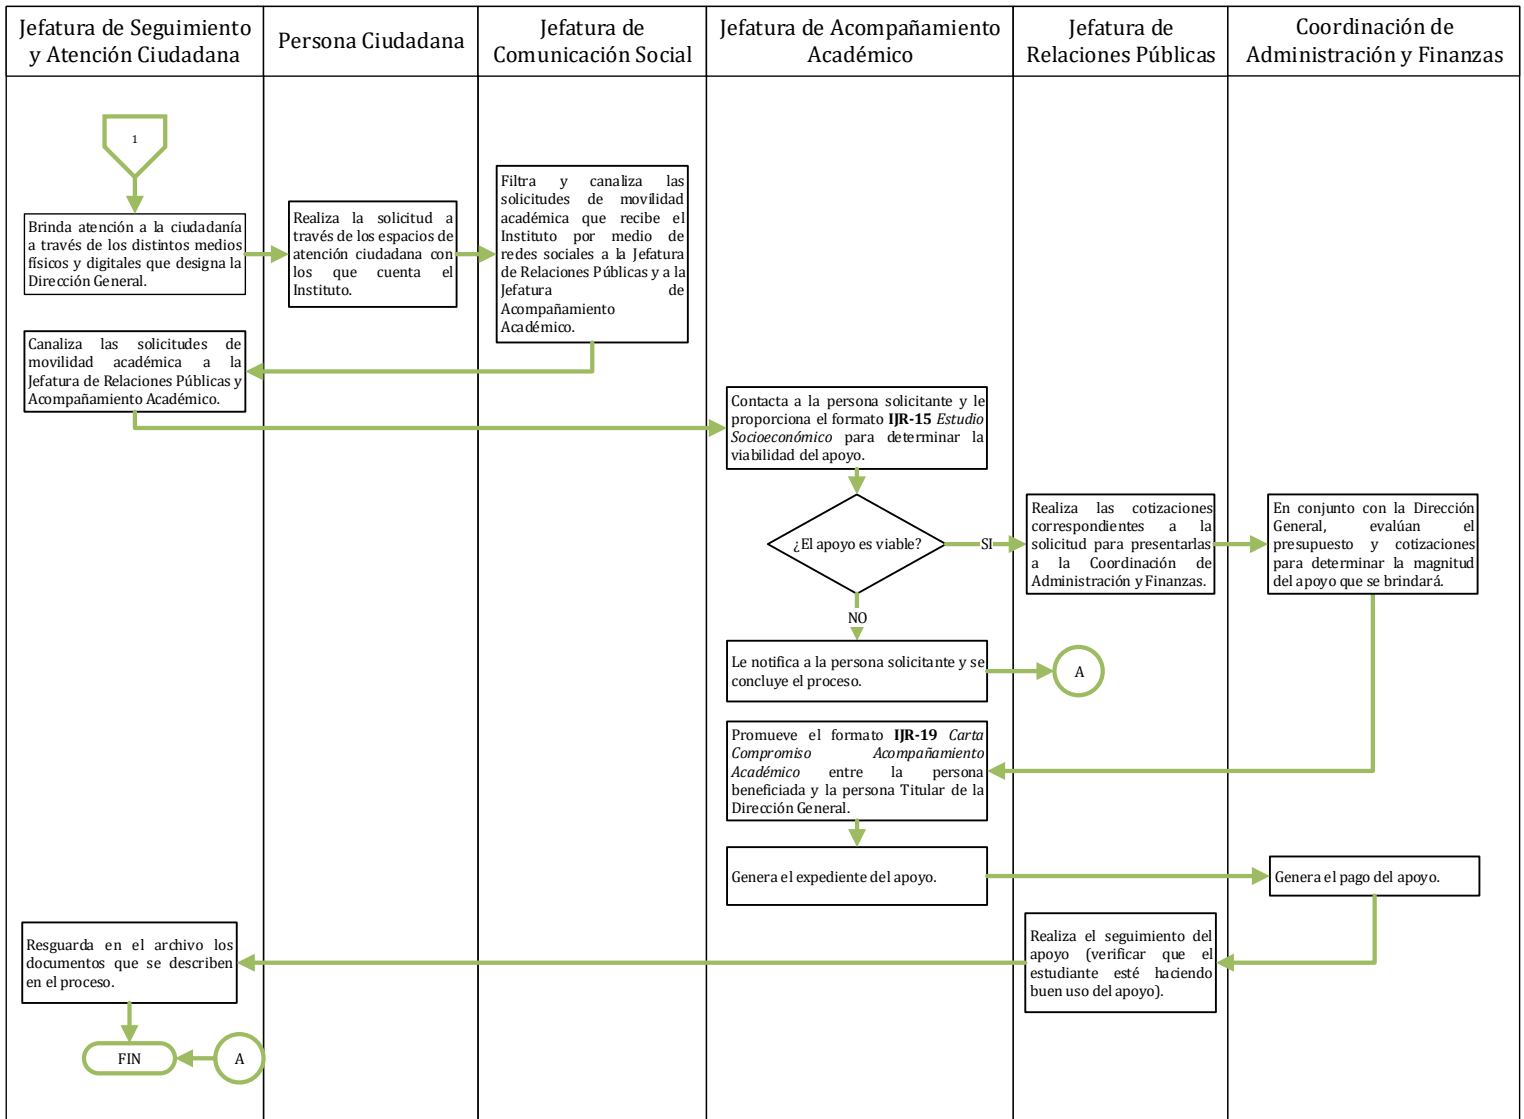 Jefatura de Seguimiento
y Atención Ciudadana
Persona Ciudadana
Jefatura de
Comunicación Social
Jefatura de Acompañamiento
Académico
Jefatura de
Relaciones Públicas
Coordinación de
Administración y Finanzas
1
Brinda atención a la ciudadanía
a través de los distintos medios
físicos y digitales que designa la
Dirección General.
Realiza la solicitud a
través de los espacios de
atención ciudadana con
los que cuenta el
Instituto.
Filtra y canaliza las
solicitudes de movilidad
académica que recibe el
Instituto por medio de
redes sociales a la Jefatura
de Relaciones Públicas y a la
Jefatura de
Acompañamiento
Académico.
Canaliza las solicitudes de
movilidad académica a la
Jefatura de Relaciones Públicas y
Acompañamiento Académico.
Contacta a la persona solicitante y le
proporciona el formato IJR-15 Estudio
Socioeconómico para determinar la
viabilidad del apoyo.
¿El apoyo es viable?
SI
Realiza las cotizaciones
correspondientes a la
solicitud para presentarlas
a la Coordinación de
Administración y Finanzas.
En conjunto con la Dirección
General, evalúan el
presupuesto y cotizaciones
para determinar la magnitud
del apoyo que se brindará.
NO
Le notifica a la persona solicitante y se
concluye el proceso.
A
Promueve el formato IJR-19 Carta
Compromiso Acompañamiento
Académico entre la persona
beneficiada y la persona Titular de la
Dirección General.
Genera el expediente del apoyo.
Genera el pago del apoyo.
Realiza el seguimiento del
apoyo (verificar que el
estudiante esté haciendo
buen uso del apoyo).
Resguarda en el archivo los
documentos que se describen
en el proceso.
FIN
A